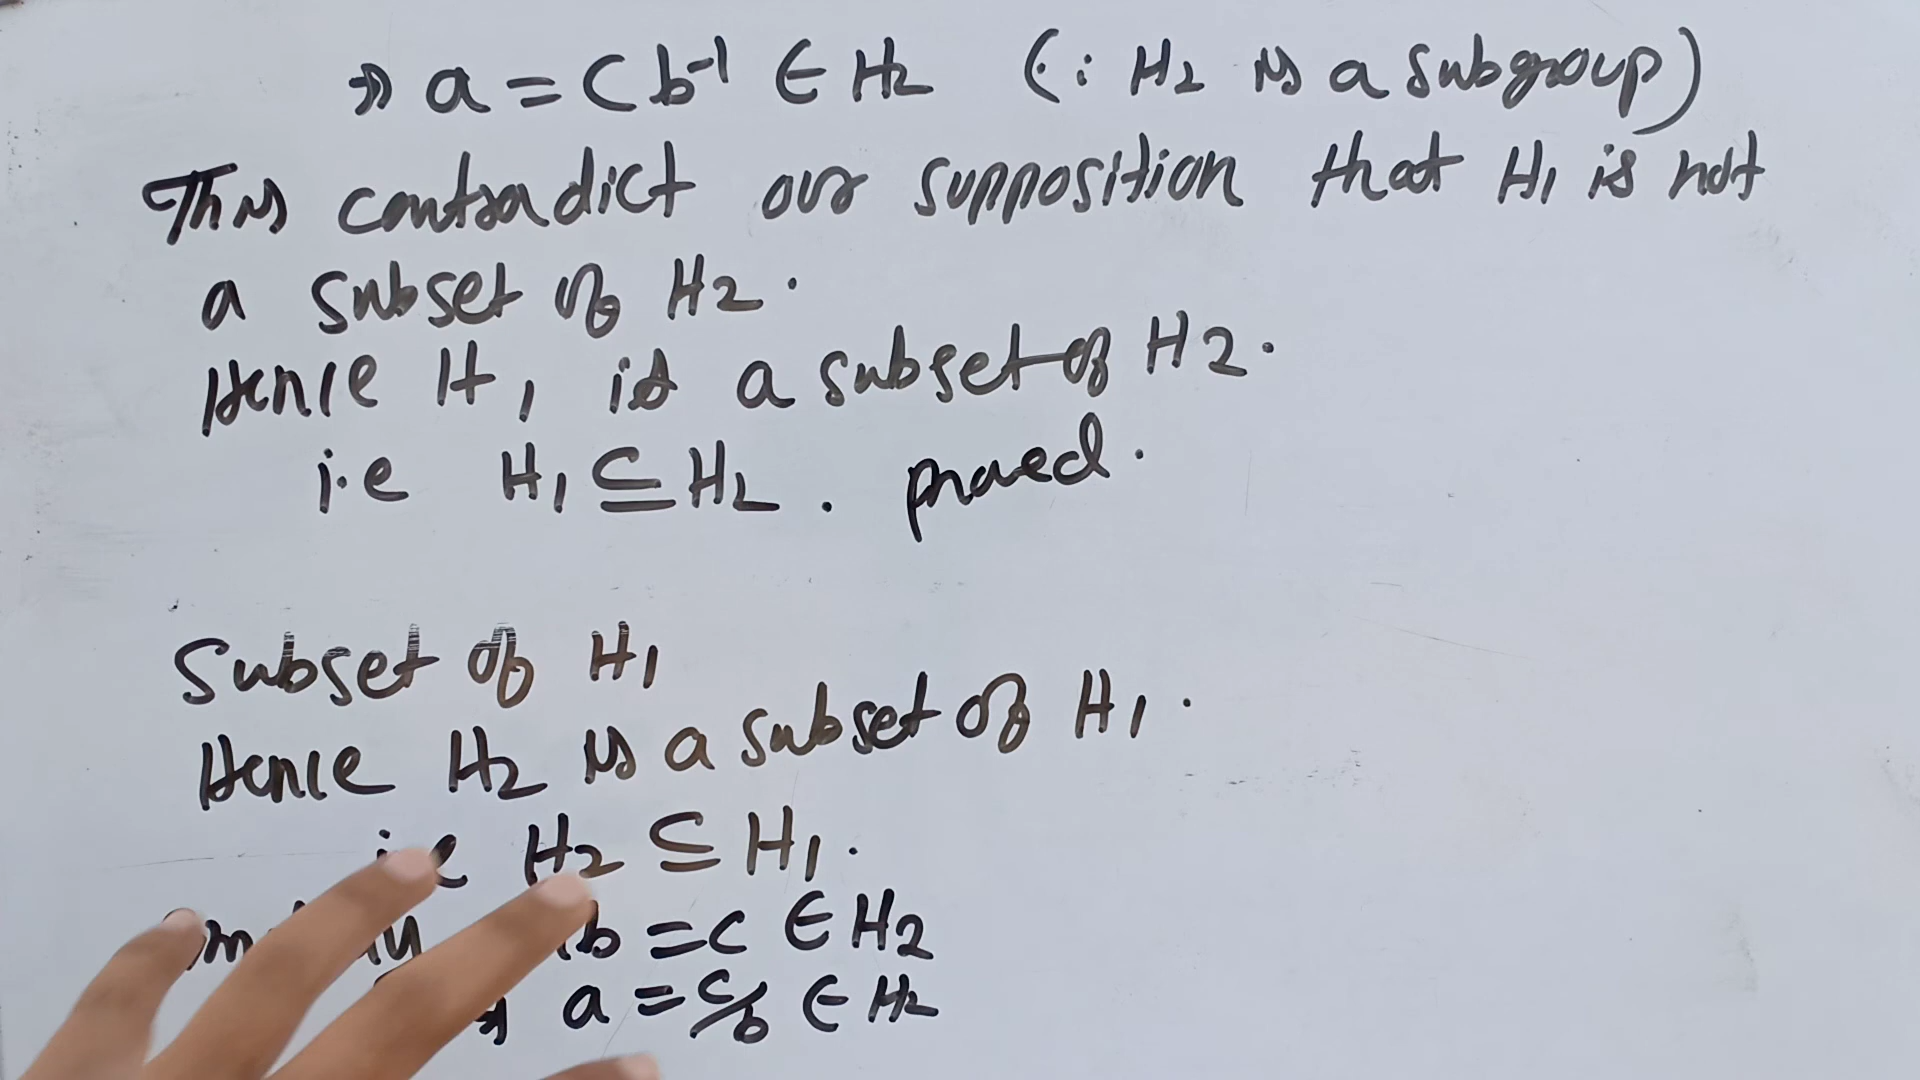 ⇒ a = c b⁻¹ ∈ H₂ (∵ H₂ is a subgroup)
This contradict our supposition that H₁ is not
a subset of H₂.
Hence H₁ is a subset of H₂.
i.e H₁ ⊆ H₂. proved.
Subset of H₁
Hence H₂ is a subset of H₁.
i.e H₂ ⊆ H₁.
b = c ∈ H₂
a = c/b ∈ H₂